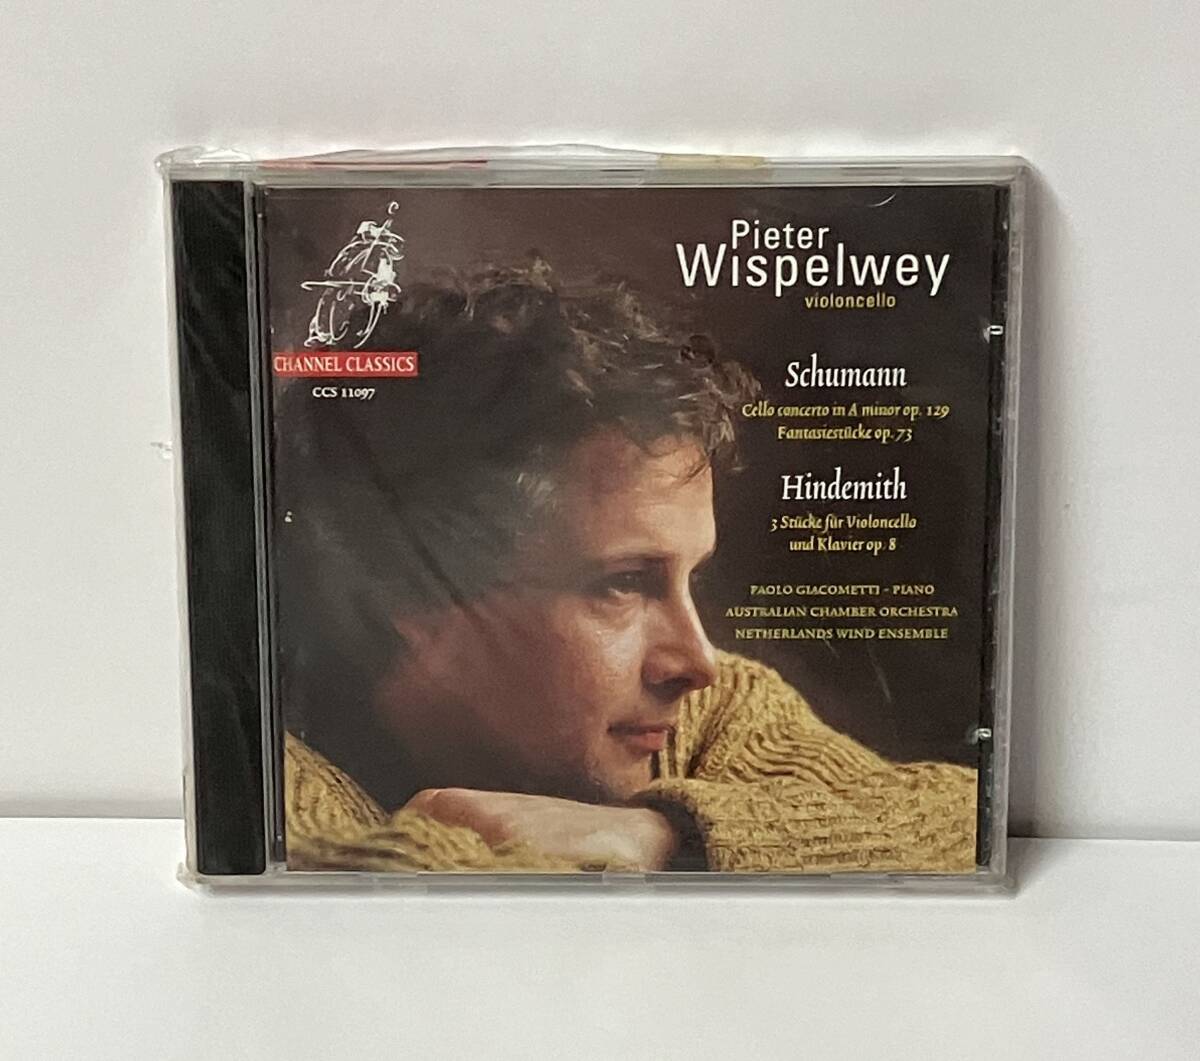 CHANNEL CLASSICS
CCS 11097
Pieter
Wispelwey
violoncello
Schumann
Cello concerto in A minor op. 129
Fantasiestücke op. 73
Hindemith
3 Stücke für Violoncello
und Klavier op. 8
PAOLO GIACOMETTI - PIANO
AUSTRALIAN CHAMBER ORCHESTRA
NETHERLANDS WIND ENSEMBLE